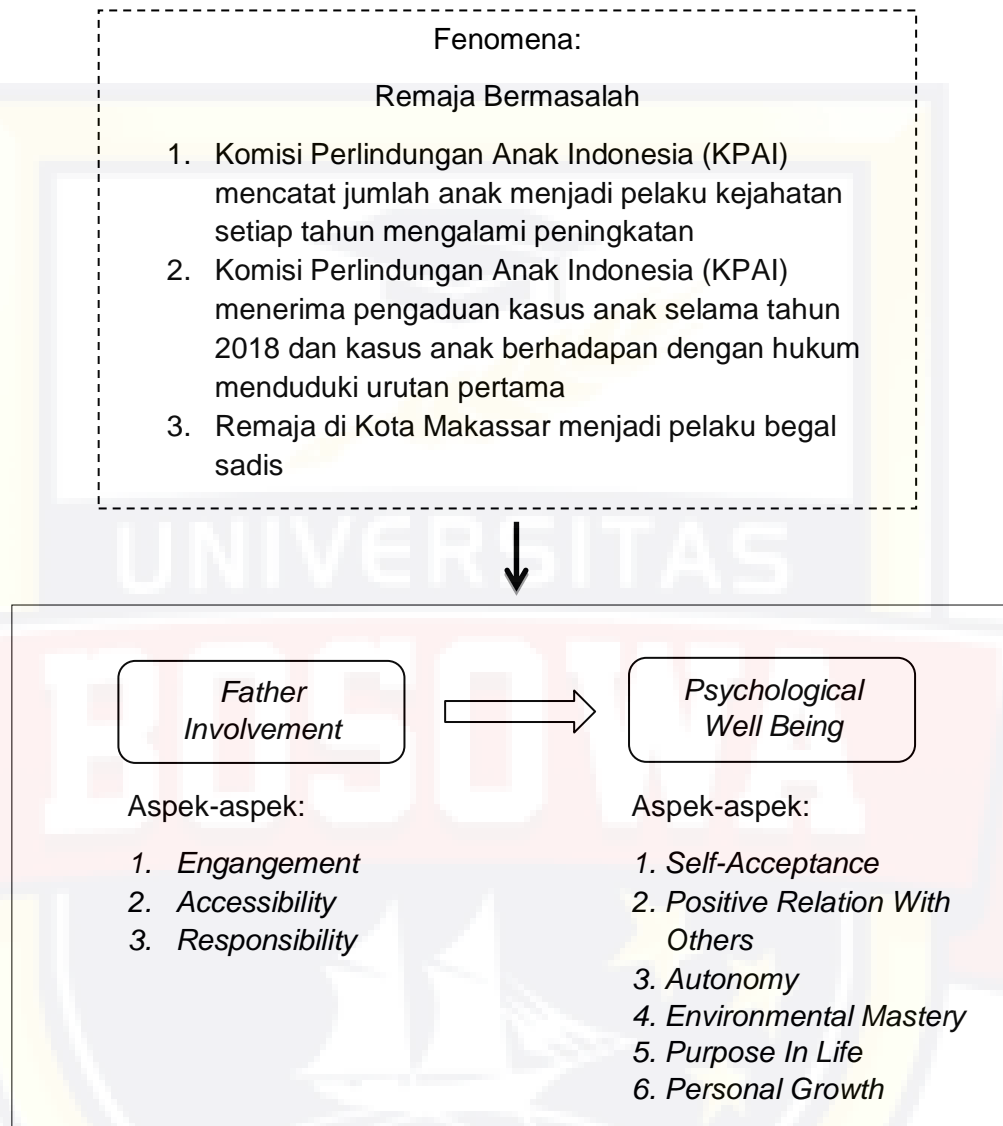 Fenomena:
Remaja Bermasalah
1. Komisi Perlindungan Anak Indonesia (KPAI)
mencatat jumlah anak menjadi pelaku kejahatan
setiap tahun mengalami peningkatan
2. Komisi Perlindungan Anak Indonesia (KPAI)
menerima pengaduan kasus anak selama tahun
2018 dan kasus anak berhadapan dengan hukum
menduduki urutan pertama
3. Remaja di Kota Makassar menjadi pelaku begal
sadis
UNIVERSITAS
BOSOWA
Father
Involvement
Aspek-aspek:
1. Engangement
2. Accessibility
3. Responsibility
Psychological
Well Being
Aspek-aspek:
1. Self-Acceptance
2. Positive Relation With
Others
3. Autonomy
4. Environmental Mastery
5. Purpose In Life
6. Personal Growth